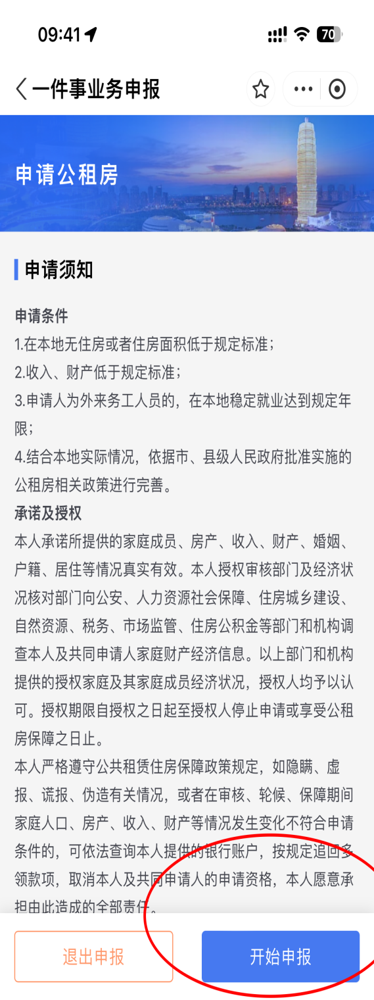 09:41
70
一件事业务申报
申请公租房
申请须知
申请条件
1.在本地无住房或者住房面积低于规定标准；
2.收入、财产低于规定标准；
3.申请人为外来务工人员的，在本地稳定就业达到规定年
限；
4.结合本地实际情况，依据市、县级人民政府批准实施的
公租房相关政策进行完善。
承诺及授权
本人承诺所提供的家庭成员、房产、收入、财产、婚姻、
户籍、居住等情况真实有效。本人授权审核部门及经济状
况核对部门向公安、人力资源社会保障、住房城乡建设、
自然资源、税务、市场监管、住房公积金等部门和机构调
查本人及共同申请人家庭财产经济信息。以上部门和机构
提供的授权家庭及其家庭成员经济状况，授权人均予以认
可。授权期限自授权之日起至授权人停止申请或享受公租
房保障之日止。
本人严格遵守公共租赁住房保障政策规定，如隐瞒、虚
报、谎报、伪造有关情况，或者在审核、轮候、保障期间
家庭人口、房产、收入、财产等情况发生变化不符合申请
条件的，可依法查询本人提供的银行账户，按规定追回多
领款项，取消本人及共同申请人的申请资格，本人愿意承
担由此造成的全部责任。
退出申报
开始申报